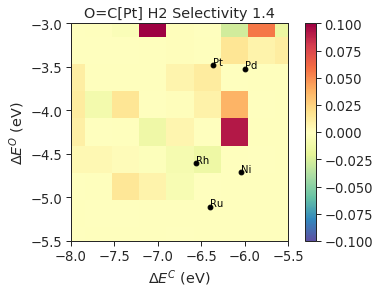 O=C[Pt] H2 Selectivity 1.4
−3.0
−3.5
−4.0
−4.5
−5.0
−5.5
ΔE^C (eV)
ΔE^O (eV)
−8.0 −7.5 −7.0 −6.5 −6.0 −5.5
Pt
Pd
Rh
Ni
Ru
0.100
0.075
0.050
0.025
0.000
−0.025
−0.050
−0.075
−0.100